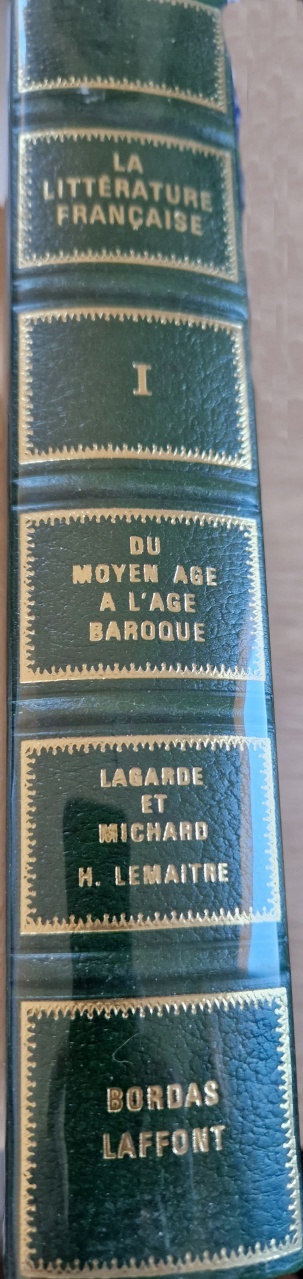 LA
LITTÉRATURE
FRANÇAISE
I
DU
MOYEN AGE
A L'AGE
BAROQUE
LAGARDE
ET
MICHARD
H. LEMAITRE
BORDAS
LAFFONT